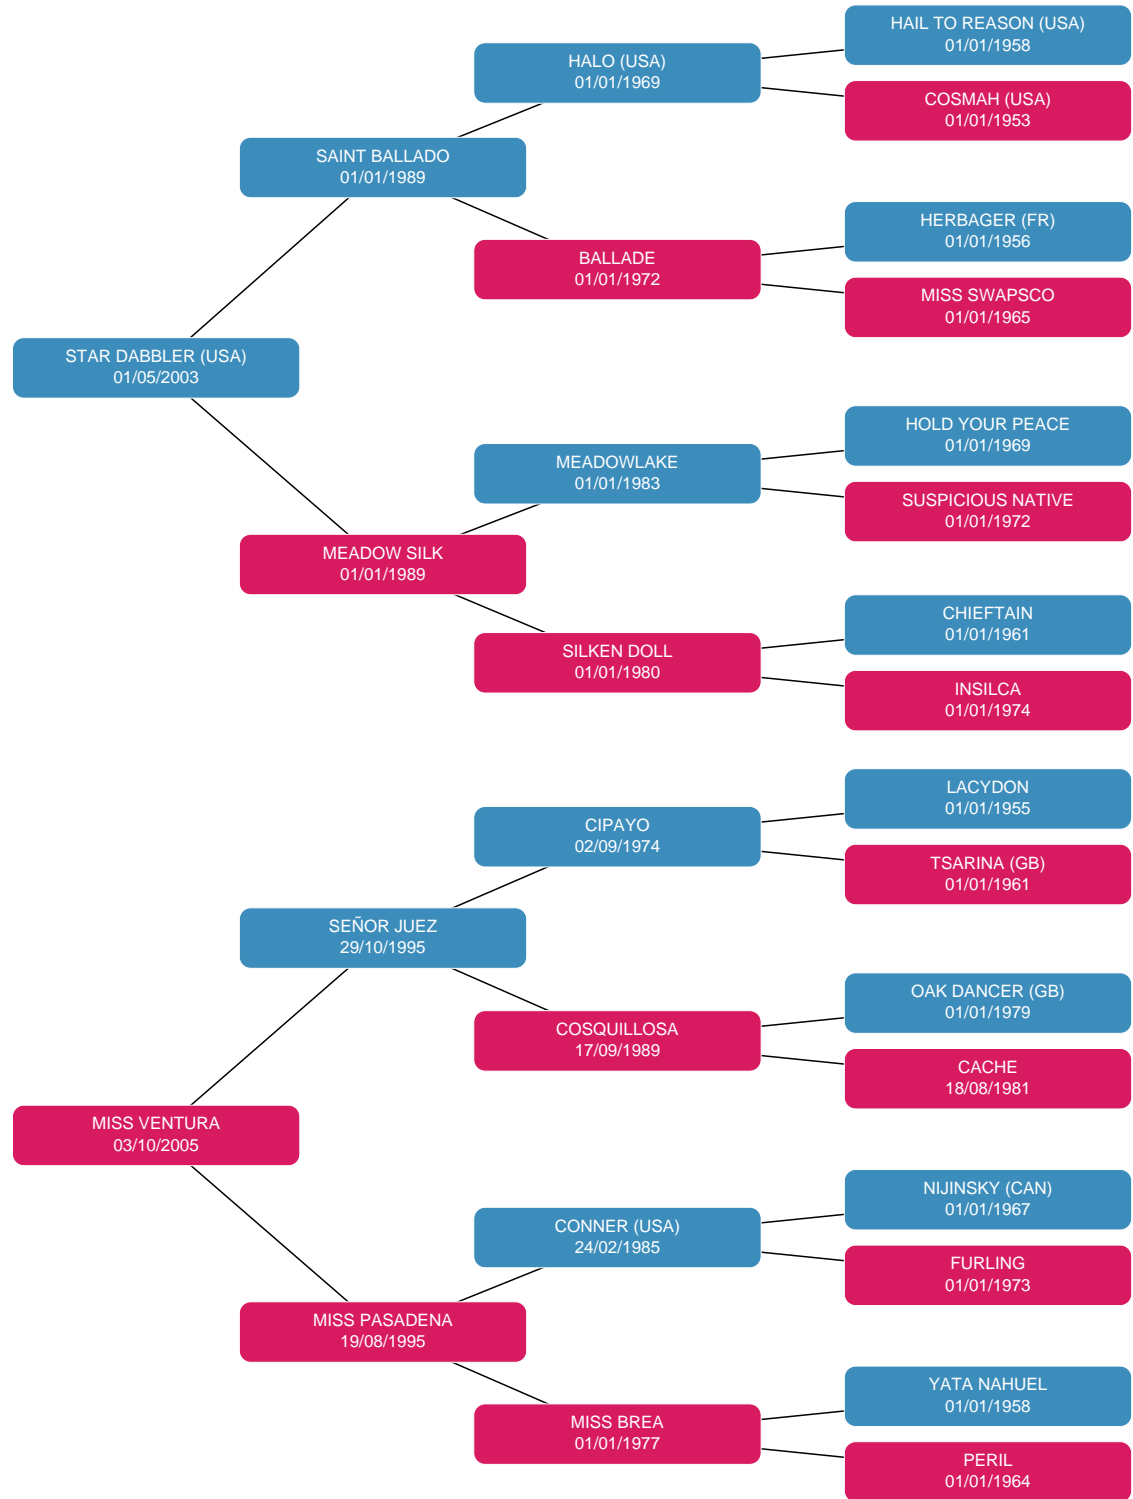 HAIL TO REASON (USA)
01/01/1958
HALO (USA)
01/01/1969
COSMAH (USA)
01/01/1953
SAINT BALLADO
01/01/1989
HERBAGER (FR)
01/01/1956
BALLADE
01/01/1972
MISS SWAPSCO
01/01/1965
STAR DABBLER (USA)
01/05/2003
HOLD YOUR PEACE
01/01/1969
MEADOWLAKE
01/01/1983
SUSPICIOUS NATIVE
01/01/1972
MEADOW SILK
01/01/1989
CHIEFTAIN
01/01/1961
SILKEN DOLL
01/01/1980
INSILCA
01/01/1974
LACYDON
01/01/1955
CIPAYO
02/09/1974
TSARINA (GB)
01/01/1961
SEÑOR JUEZ
29/10/1995
OAK DANCER (GB)
01/01/1979
COSQUILLOSA
17/09/1989
CACHE
18/08/1981
MISS VENTURA
03/10/2005
NIJINSKY (CAN)
01/01/1967
CONNER (USA)
24/02/1985
FURLING
01/01/1973
MISS PASADENA
19/08/1995
YATA NAHUEL
01/01/1958
MISS BREA
01/01/1977
PERIL
01/01/1964